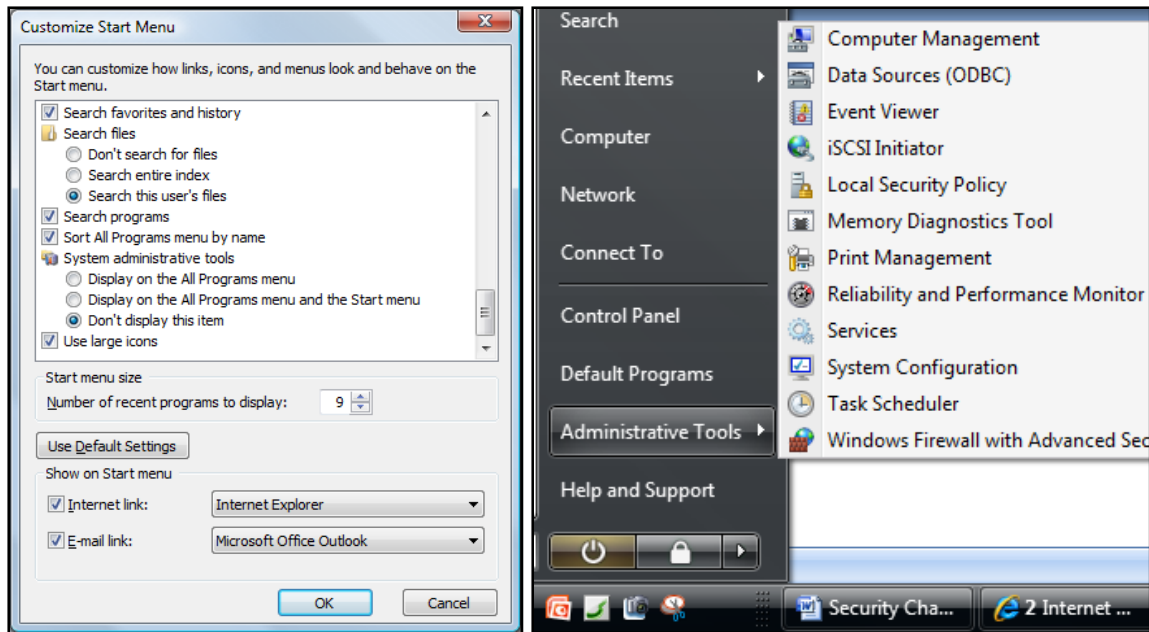 Customize Start Menu
You can customize how links, icons, and menus look and behave on the
Start menu.
Search favorites and history
Search files
Don't search for files
Search entire index
Search this user's files
Search programs
Sort All Programs menu by name
System administrative tools
Display on the All Programs menu
Display on the All Programs menu and the Start menu
Don't display this item
Use large icons
Start menu size
Number of recent programs to display: 9
Use Default Settings
Show on Start menu
Internet link: Internet Explorer
E-mail link: Microsoft Office Outlook
OK Cancel
Search
Recent Items
Computer
Network
Connect To
Control Panel
Default Programs
Administrative Tools
Help and Support
Computer Management
Data Sources (ODBC)
Event Viewer
iSCSI Initiator
Local Security Policy
Memory Diagnostics Tool
Print Management
Reliability and Performance Monitor
Services
System Configuration
Task Scheduler
Windows Firewall with Advanced Sec
Security Cha... 2 Internet ...